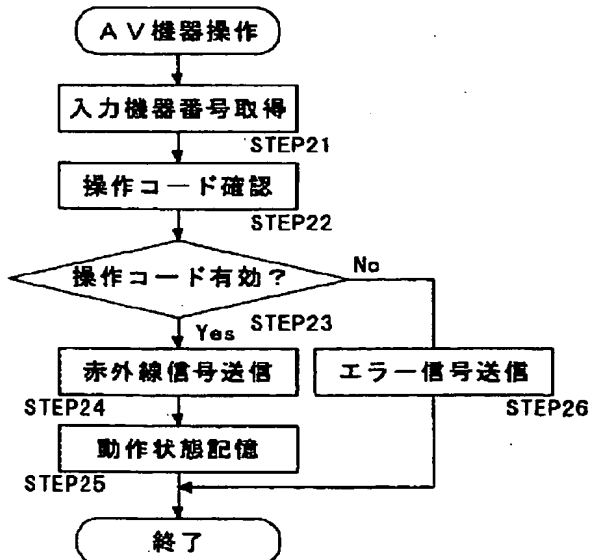 ＡＶ機器操作
入力機器番号取得
STEP21
操作コード確認
STEP22
操作コード有効？
No
Yes
STEP23
赤外線信号送信
エラー信号送信
STEP24
STEP26
動作状態記憶
STEP25
終了